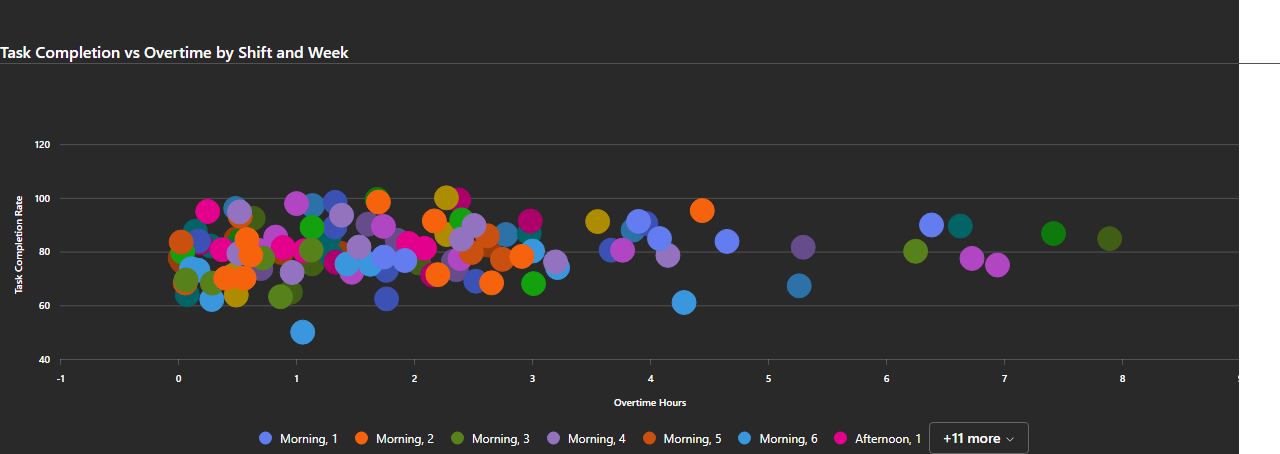 Task Completion vs Overtime by Shift and Week
Task Completion Rate
120
100
80
60
40
-1
0
1
2
3
4
5
6
7
8
Overtime Hours
Morning, 1
Morning, 2
Morning, 3
Morning, 4
Morning, 5
Morning, 6
Afternoon, 1
+11 more